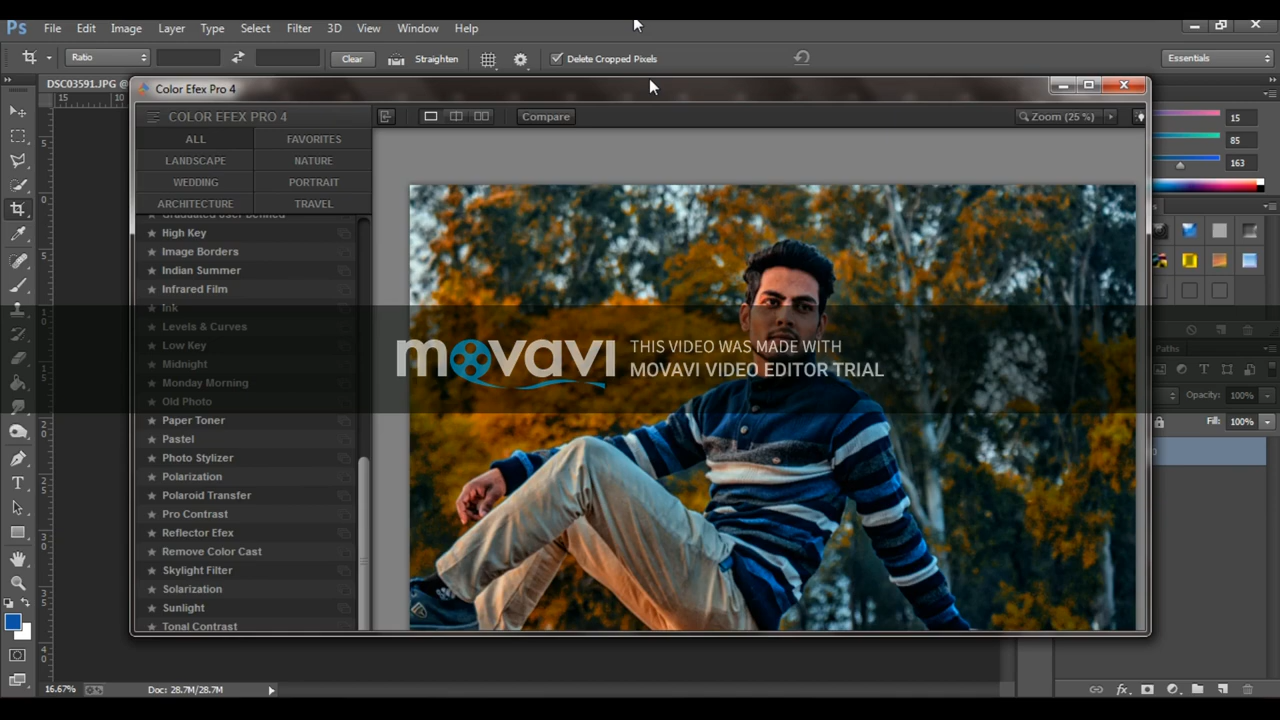 Ps File Edit Image Layer Type Select Filter 3D View Window Help
Ratio Clear Straighten Delete Cropped Pixels Essentials
DSC03591.JPG @
15 10
Color Efex Pro 4
COLOR EFEX PRO 4
Compare
Zoom (25 %)
ALL FAVORITES
LANDSCAPE NATURE
WEDDING PORTRAIT
ARCHITECTURE TRAVEL
Graduated User Defined
High Key
Image Borders
Indian Summer
Infrared Film
Ink
Levels & Curves
Low Key
Midnight
Monday Morning
Old Photo
Paper Toner
Pastel
Photo Stylizer
Polarization
Polaroid Transfer
Pro Contrast
Reflector Efex
Remove Color Cast
Skylight Filter
Solarization
Sunlight
Tonal Contrast
movavi
THIS VIDEO WAS MADE WITH
MOVAVI VIDEO EDITOR TRIAL
15
85
163
Paths
Opacity: 100%
Fill: 100%
16.67% Doc: 28.7M/28.7M